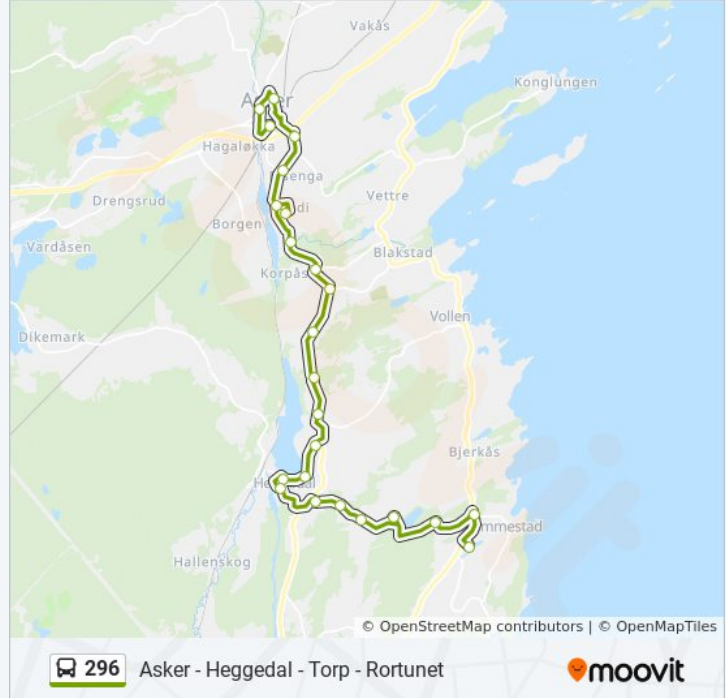 Vakås
Konglungen
Asker
Hagaløkka
Drengsrud
Vettre
Borgen
Vardåsen
Blakstad
Korpås
Vollen
Dikemark
Bjerkås
Hallenskog
© OpenStreetMap contributors | © OpenMapTiles
296 Asker - Heggedal - Torp - Rortunet moovit